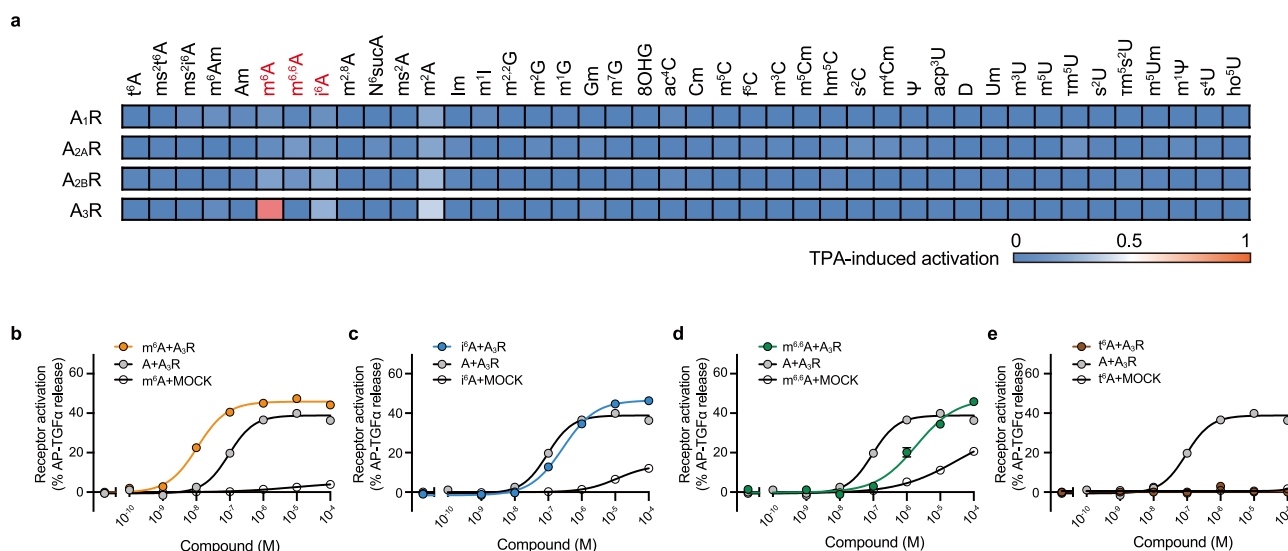 a
t⁶A ms²t⁶A ms²i⁶A m⁶Am Am m⁶A m⁶,⁶A i⁶A m²,⁸A N⁶sucA ms²A m²A Im m¹I m²,²G m²G m¹G Gm m⁷G 8OHG ac⁴C Cm m⁵C f⁵C m³C m⁵Cm hm⁵C s²C m⁴Cm Ψ acp³U D Um m³U m⁵U τm⁵U s²U τm⁵s²U m⁵Um m¹Ψ s⁴U ho⁵U
A₁R
A₂ₐR
A₂ʙR
A₃R
0 0.5 1
TPA-induced activation
b
m⁶A+A₃R
A+A₃R
m⁶A+MOCK
Receptor activation
(% AP-TGFα release)
60
40
20
0
10⁻¹⁰ 10⁻⁹ 10⁻⁸ 10⁻⁷ 10⁻⁶ 10⁻⁵ 10⁻⁴
Compound (M)
c
i⁶A+A₃R
A+A₃R
i⁶A+MOCK
Receptor activation
(% AP-TGFα release)
60
40
20
0
10⁻¹⁰ 10⁻⁹ 10⁻⁸ 10⁻⁷ 10⁻⁶ 10⁻⁵ 10⁻⁴
Compound (M)
d
m⁶·⁶A+A₃R
A+A₃R
m⁶·⁶A+MOCK
Receptor activation
(% AP-TGFα release)
60
40
20
0
10⁻¹⁰ 10⁻⁹ 10⁻⁸ 10⁻⁷ 10⁻⁶ 10⁻⁵ 10⁻⁴
Compound (M)
e
t⁶A+A₃R
A+A₃R
t⁶A+MOCK
Receptor activation
(% AP-TGFα release)
60
40
20
0
10⁻¹⁰ 10⁻⁹ 10⁻⁸ 10⁻⁷ 10⁻⁶ 10⁻⁵ 10⁻⁴
Compound (M)